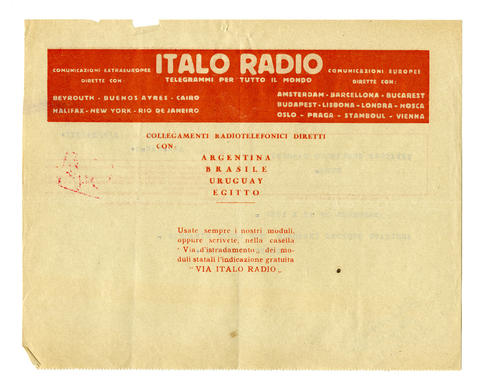 ITALO RADIO
TELEGRAMMI PER TUTTO IL MONDO
COMUNICAZIONI EXTRAEUROPEE
DIRETTE CON:
BEYROUTH - BUENOS AYRES - CAIRO
HALIFAX - NEW YORK - RIO DE JANEIRO
COMUNICAZIONI EUROPEE
DIRETTE CON:
AMSTERDAM - BARCELLONA - BUCAREST
BUDAPEST - LISBONA - LONDRA - MOSCA
OSLO - PRAGA - STAMBOUL - VIENNA
COLLEGAMENTI RADIOTELEFONICI DIRETTI
CON:
ARGENTINA
BRASILE
URUGUAY
EGITTO
Usate sempre i nostri moduli,
oppure scrivete, nella casella
"Via d'istradamento„ dei mo-
duli statali l'indicazione gratuita
"VIA ITALO RADIO„